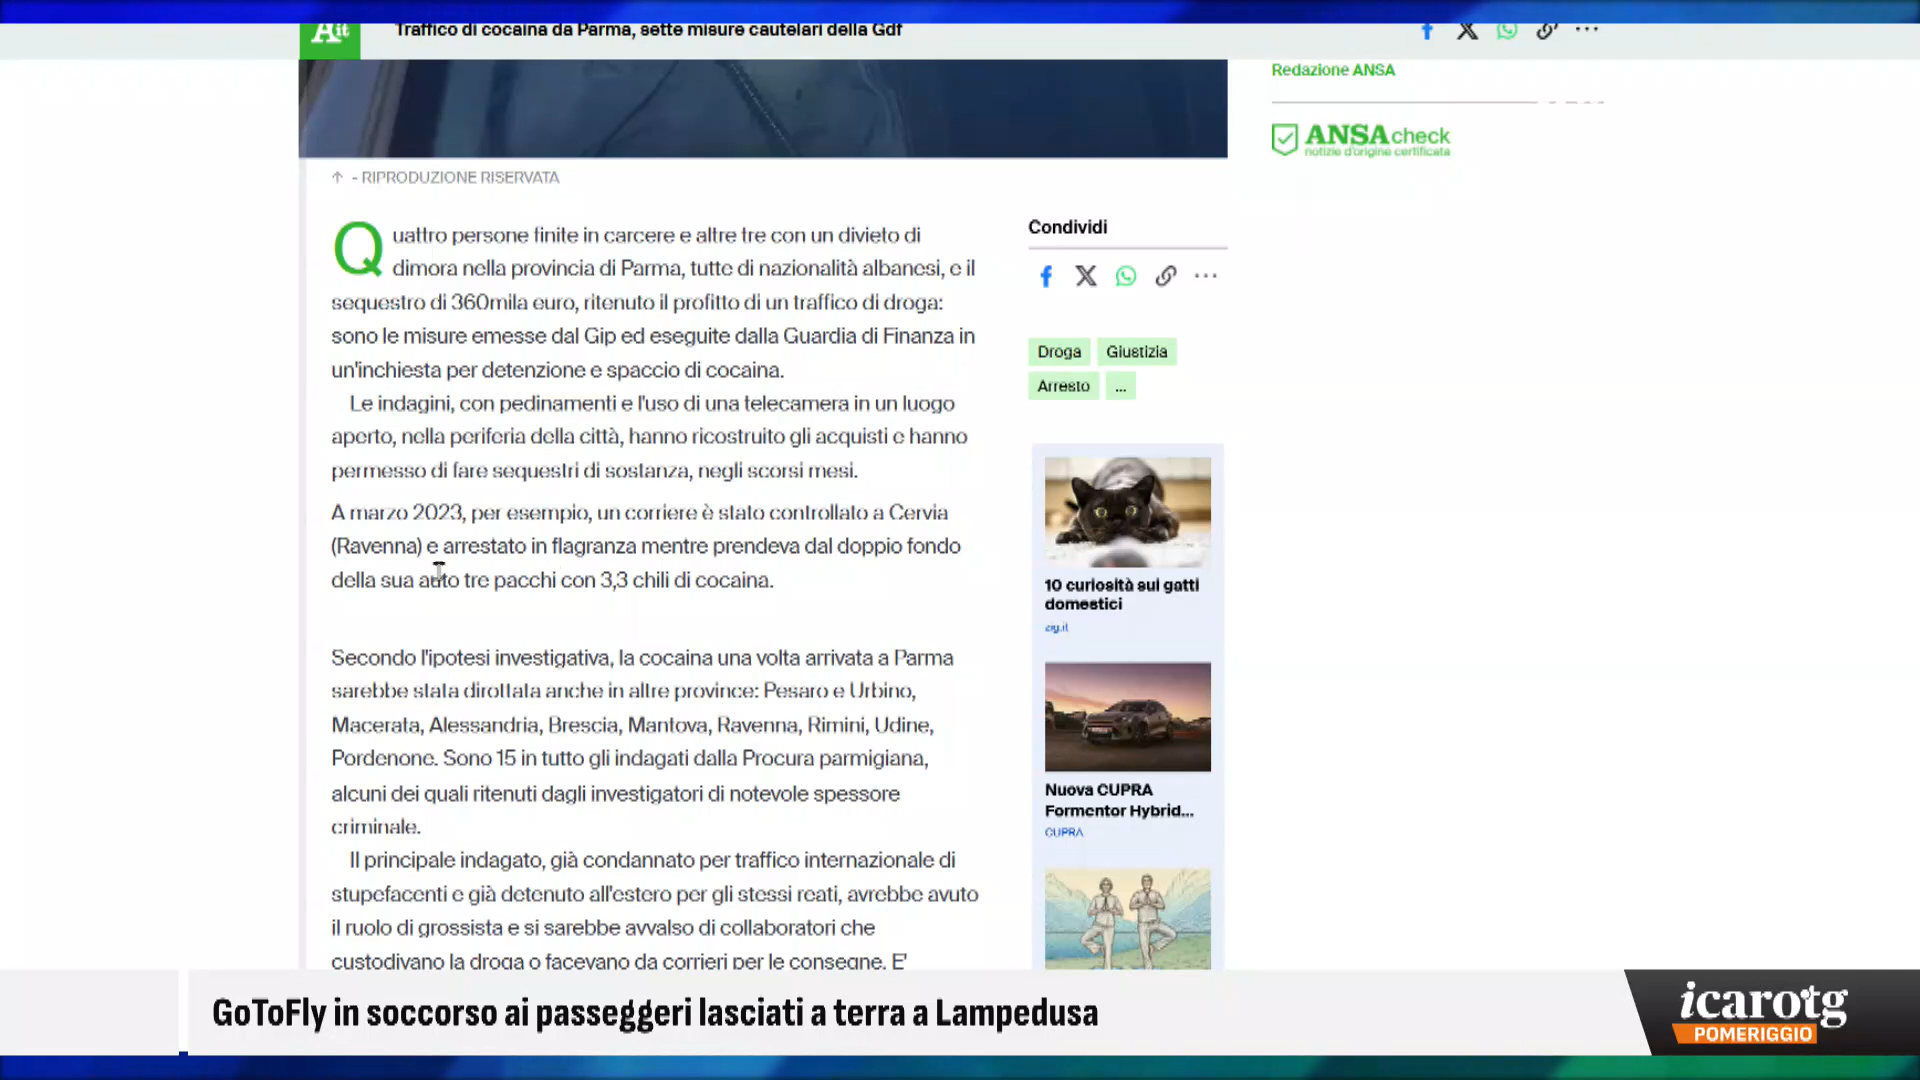 Ait
Traffico di cocaina da Parma, sette misure cautelari della Gdf
Redazione ANSA
ANSAcheck
notizie d'origine certificata
↑ - RIPRODUZIONE RISERVATA
Quattro persone finite in carcere e altre tre con un divieto di
dimora nella provincia di Parma, tutte di nazionalità albanesi, e il
sequestro di 360mila euro, ritenuto il profitto di un traffico di droga:
sono le misure emesse dal Gip ed eseguite dalla Guardia di Finanza in
un'inchiesta per detenzione e spaccio di cocaina.
Le indagini, con pedinamenti e l'uso di una telecamera in un luogo
aperto, nella periferia della città, hanno ricostruito gli acquisti e hanno
permesso di fare sequestri di sostanza, negli scorsi mesi.
A marzo 2023, per esempio, un corriere è stato controllato a Cervia
(Ravenna) e arrestato in flagranza mentre prendeva dal doppio fondo
della sua auto tre pacchi con 3,3 chili di cocaina.
Secondo l'ipotesi investigativa, la cocaina una volta arrivata a Parma
sarebbe stata dirottata anche in altre province: Pesaro e Urbino,
Macerata, Alessandria, Brescia, Mantova, Ravenna, Rimini, Udine,
Pordenone. Sono 15 in tutto gli indagati dalla Procura parmigiana,
alcuni dei quali ritenuti dagli investigatori di notevole spessore
criminale.
Il principale indagato, già condannato per traffico internazionale di
stupefacenti e già detenuto all'estero per gli stessi reati, avrebbe avuto
il ruolo di grossista e si sarebbe avvalso di collaboratori che
custodivano la droga o facevano da corrieri per le consegne. E'
Condividi
Droga
Giustizia
Arresto
...
10 curiosità sui gatti
domestici
zig.it
Nuova CUPRA
Formentor Hybrid...
CUPRA
GoToFly in soccorso ai passeggeri lasciati a terra a Lampedusa
icarotg
POMERIGGIO